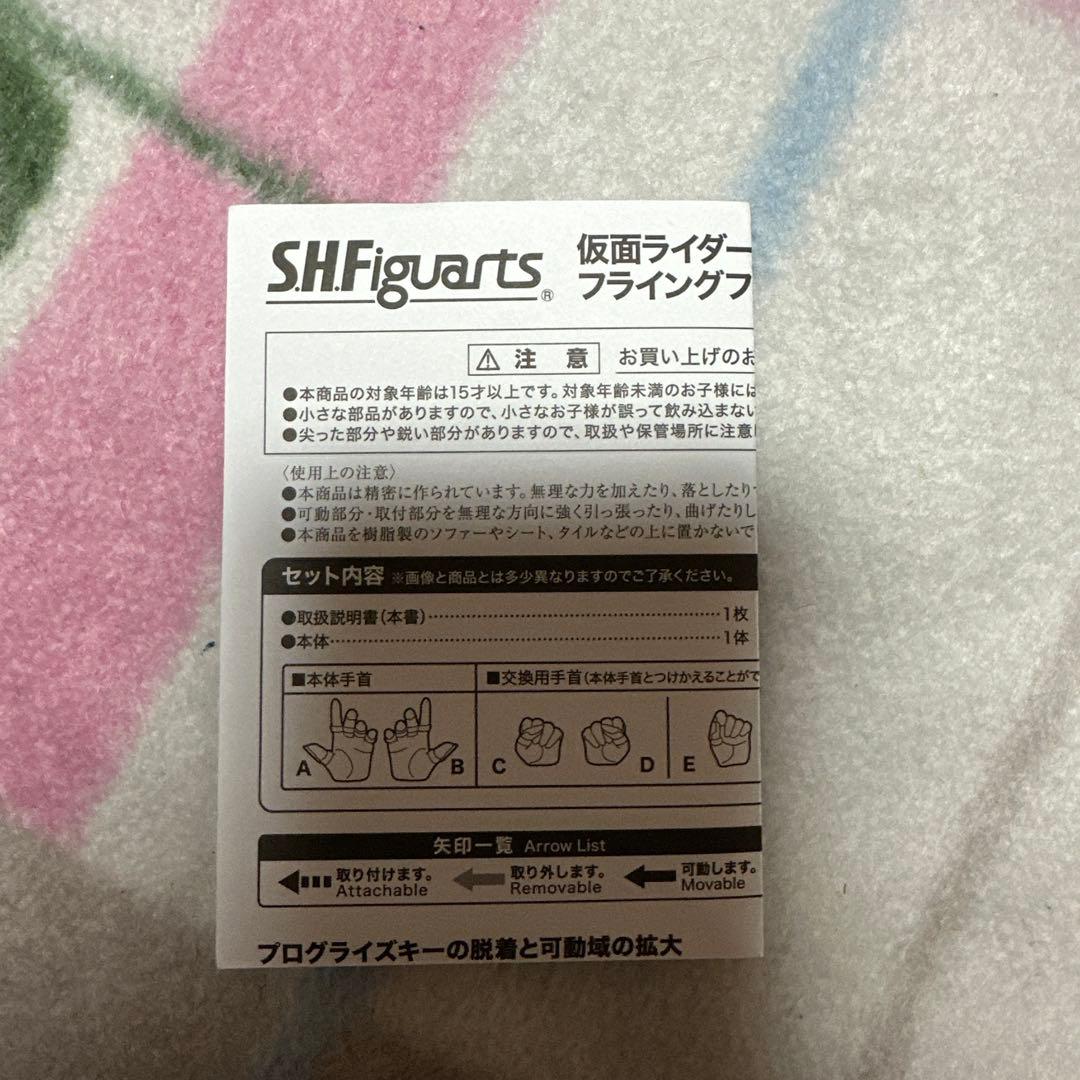 S.H.Figuarts®
仮面ライダー
フライングフ
⚠ 注 意 お買い上げのお
●本商品の対象年齢は15才以上です。対象年齢未満のお子様には
●小さな部品がありますので、小さなお子様が誤って飲み込まない
●尖った部分や鋭い部分がありますので、取扱や保管場所に注意
〈使用上の注意〉
●本商品は精密に作られています。無理な力を加えたり、落としたり
●可動部分・取付部分を無理な方向に強く引っ張ったり、曲げたりし
●本商品を樹脂製のソファーやシート、タイルなどの上に置かないで
セット内容 ※画像と商品とは多少異なりますのでご了承ください。
●取扱説明書(本書)……………………………1枚
●本体……………………………………………1体
■本体手首
■交換用手首(本体手首とつけかえることがで
A B C D E
矢印一覧 Arrow List
取り付けます。 取り外します。 可動します。
Attachable Removable Movable
プログライズキーの脱着と可動域の拡大